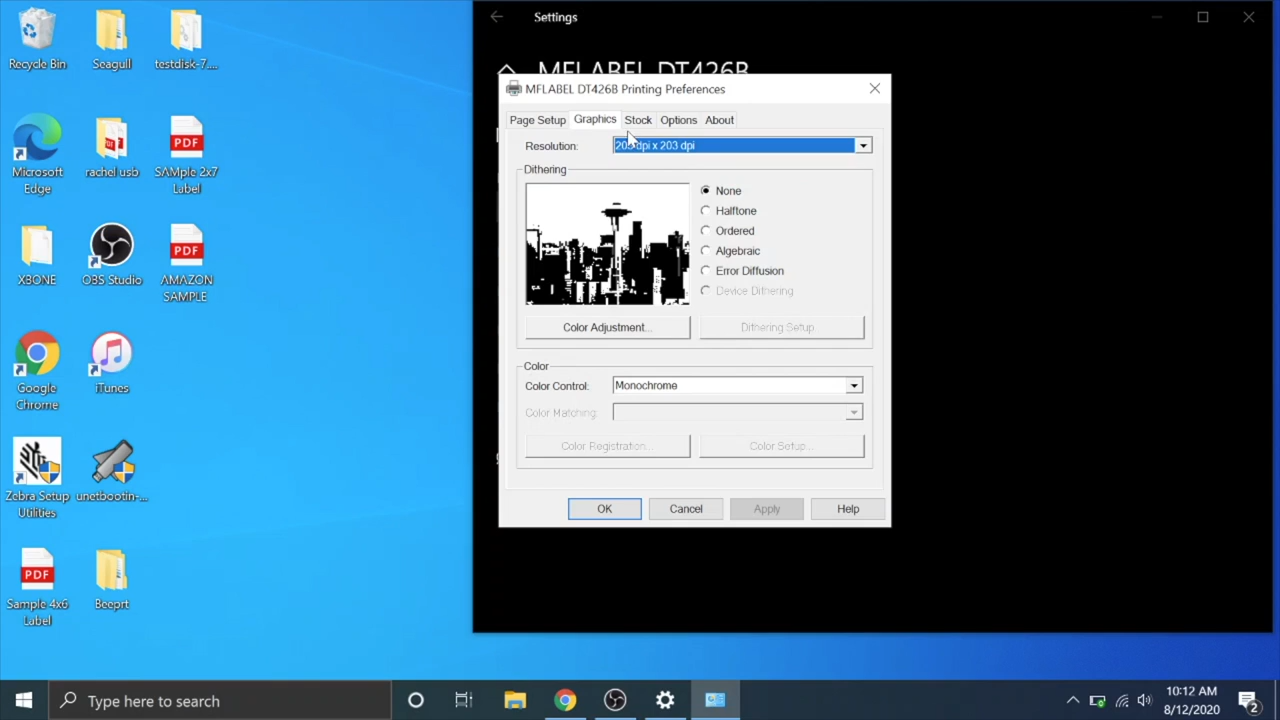 Recycle Bin
Seagull
testdisk-7....
Microsoft
Edge
rachel usb
SAMple 2x7
Label
XBONE
OBS Studio
AMAZON
SAMPLE
Google
Chrome
iTunes
Zebra Setup
Utilities
unetbootin-...
Sample 4x6
Label
Beeprt
PDF
PDF
PDF
Settings
MFLABEL DT426B
MFLABEL DT426B Printing Preferences
Page Setup
Graphics
Stock
Options
About
Resolution:
203 dpi x 203 dpi
Dithering
None
Halftone
Ordered
Algebraic
Error Diffusion
Device Dithering
Color Adjustment...
Dithering Setup...
Color
Color Control:
Monochrome
Color Matching:
Color Registration...
Color Setup...
OK
Cancel
Apply
Help
Type here to search
10:12 AM
8/12/2020
2